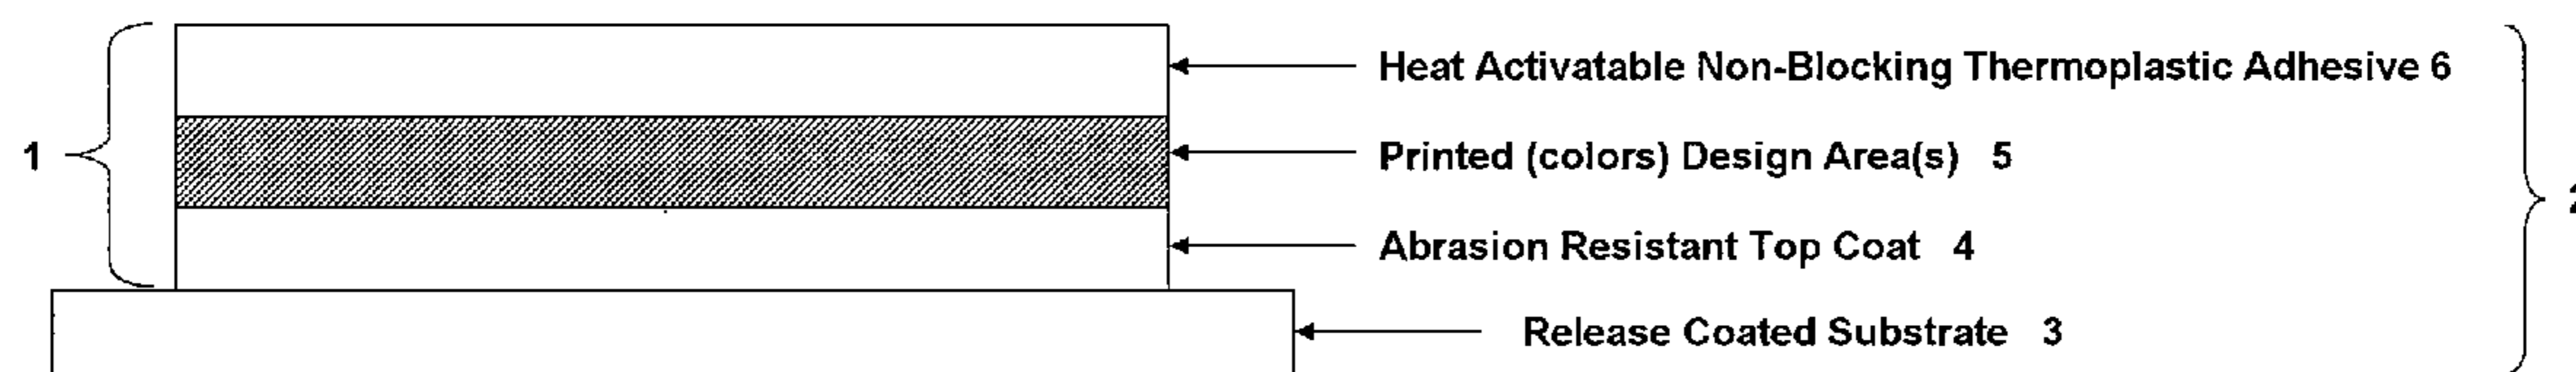 Heat Activatable Non-Blocking Thermoplastic Adhesive 6
1 Printed (colors) Design Area(s) 5
Abrasion Resistant Top Coat 4
Release Coated Substrate 3